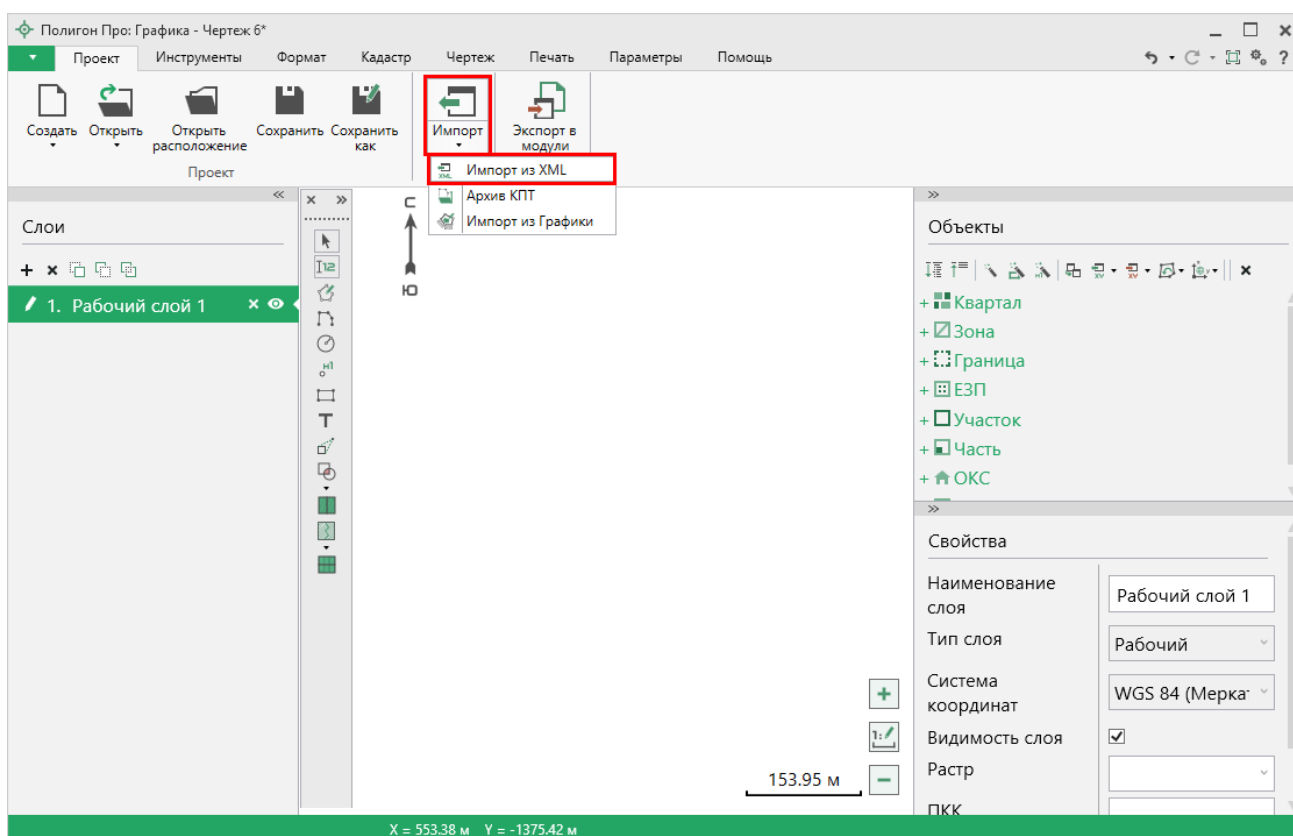 Полигон Про: Графика - Чертеж 6*
Проект Инструменты Формат Кадастр Чертеж Печать Параметры Помощь
Создать Открыть Открыть расположение Сохранить Сохранить как Импорт Экспорт в модули
Проект
Импорт из XML
Архив КПТ
Импорт из Графики
Слои
1. Рабочий слой 1
С
Ю
Объекты
Квартал
Зона
Граница
ЕЗП
Участок
Часть
ОКС
Свойства
Наименование слоя Рабочий слой 1
Тип слоя Рабочий
Система координат WGS 84 (Мерка
Видимость слоя
Растр
ПКК
1:
153.95 м
X = 553.38 м Y = -1375.42 м